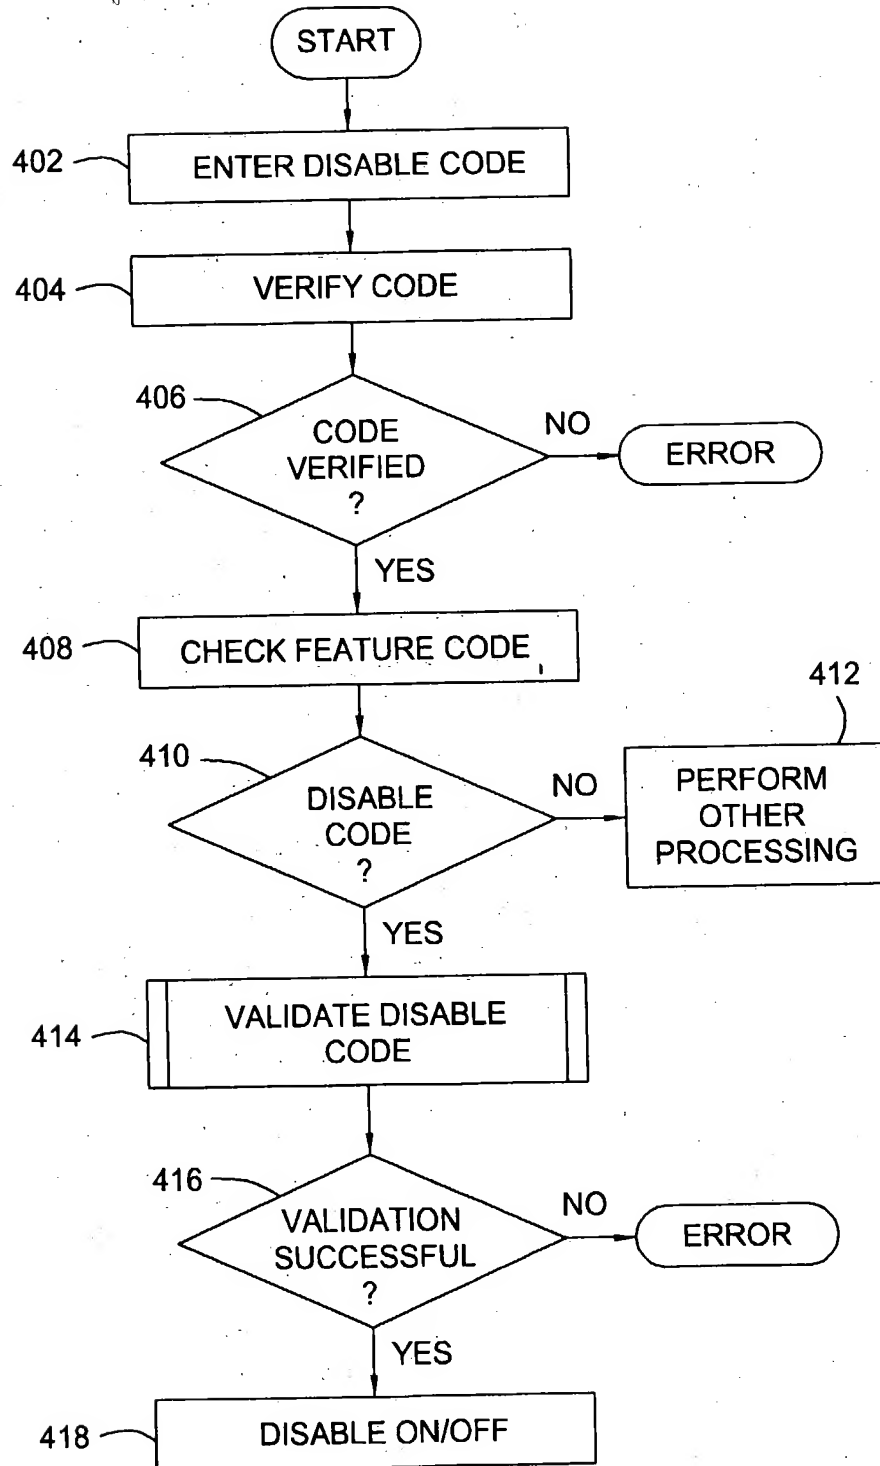 START
402
ENTER DISABLE CODE
404
VERIFY CODE
406
CODE
VERIFIED
?
NO
ERROR
YES
408
CHECK FEATURE CODE
410
DISABLE
CODE
?
NO
412
PERFORM
OTHER
PROCESSING
YES
414
VALIDATE DISABLE
CODE
416
VALIDATION
SUCCESSFUL
?
NO
ERROR
YES
418
DISABLE ON/OFF